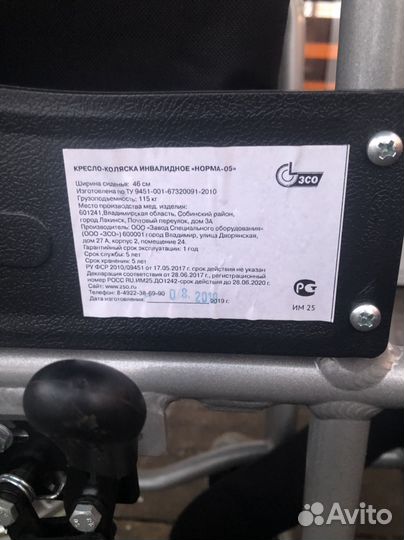 КРЕСЛО-КОЛЯСКА ИНВАЛИДНОЕ «НОРМА-05»
Ширина сиденья: 46 см
Изготовлена по ТУ 9451-001-67320091-2010
Грузоподъемность: 115 кг
Место производства мед. изделия:
601241,Владимирская область, Собинский район,
город Лакинск, Почтовый переулок, дом 3А
Производитель: ООО «Завод Специального оборудования»
(ООО «ЗСО») 600001 город Владимир, улица Дворянская,
дом 27 А, корпус 2, помещение 24.
Гарантийный срок эксплуатации: 1 год
Срок службы: 5 лет
Срок хранения: 5 лет
РУ ФСР 2010/09451 от 17.05.2017 г. срок действия не указан
Декларация соответствия от 28.06.2017 г., регистрационный
номер РОСС RU.ИМ25.ДО1242-срок действия до 28.06.2020 г.
Сайт: www.zso.ru
Телефон: 8-4922-38-69-90
Дата изготовления: 2019 г.
ЗСО
ИМ 25
Avito